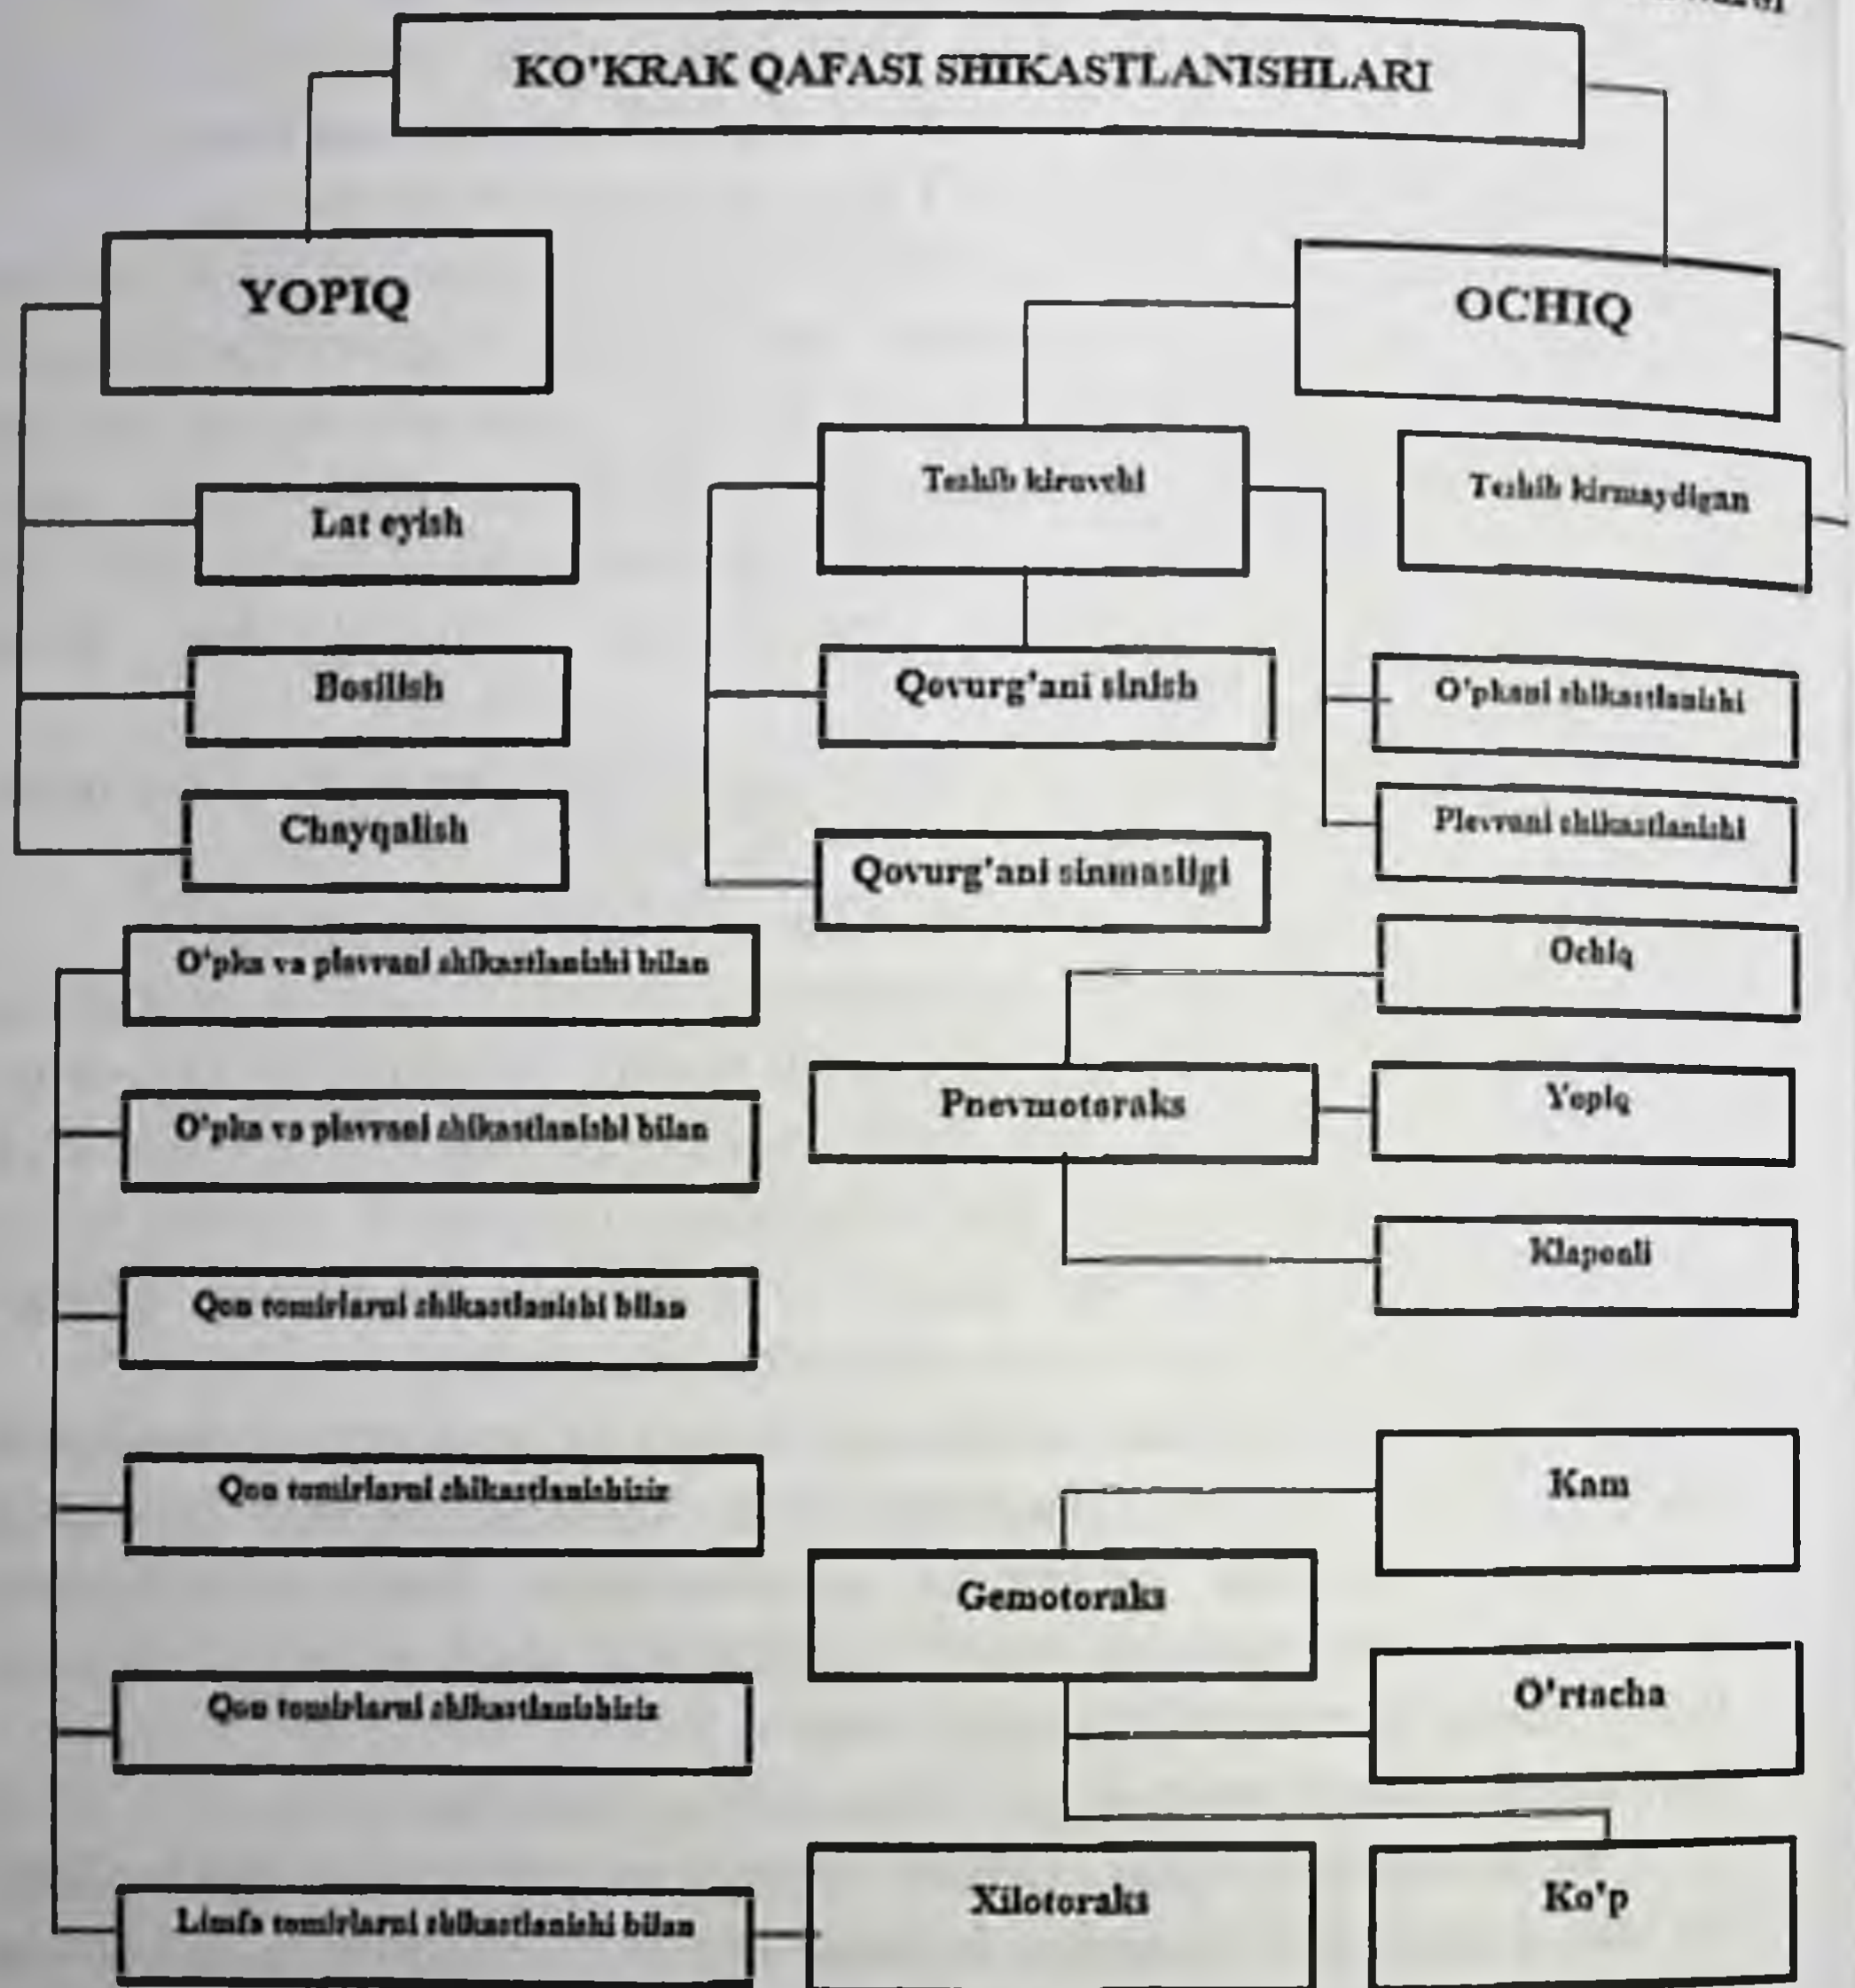 KO'KRAK QAFASI SHIKASTLANISHLARI
YOPIQ
OCHIQ
Teshib kiruvchi
Teshib kirmaydigan
Lat eyish
Bosilish
Qovurg'ani sinish
O'pkani shikastlanishi
Chayqalish
Plevrani shikastlanishi
Qovurg'ani sinmasligi
O'pka va plevrani shikastlanishi bilan
Ochiq
O'pka va plevrani shikastlanishi bilan
Pnevmotoraks
Yopiq
Klaponli
Qon tomirlarni shikastlanishi bilan
Qon tomirlarni shikastlanishisiz
Kam
Gemotoraks
Qon tomirlarni shikastlanishisiz
O'rtacha
Limfa tomirlarni shikastlanishi bilan
Xilotoraks
Ko'p